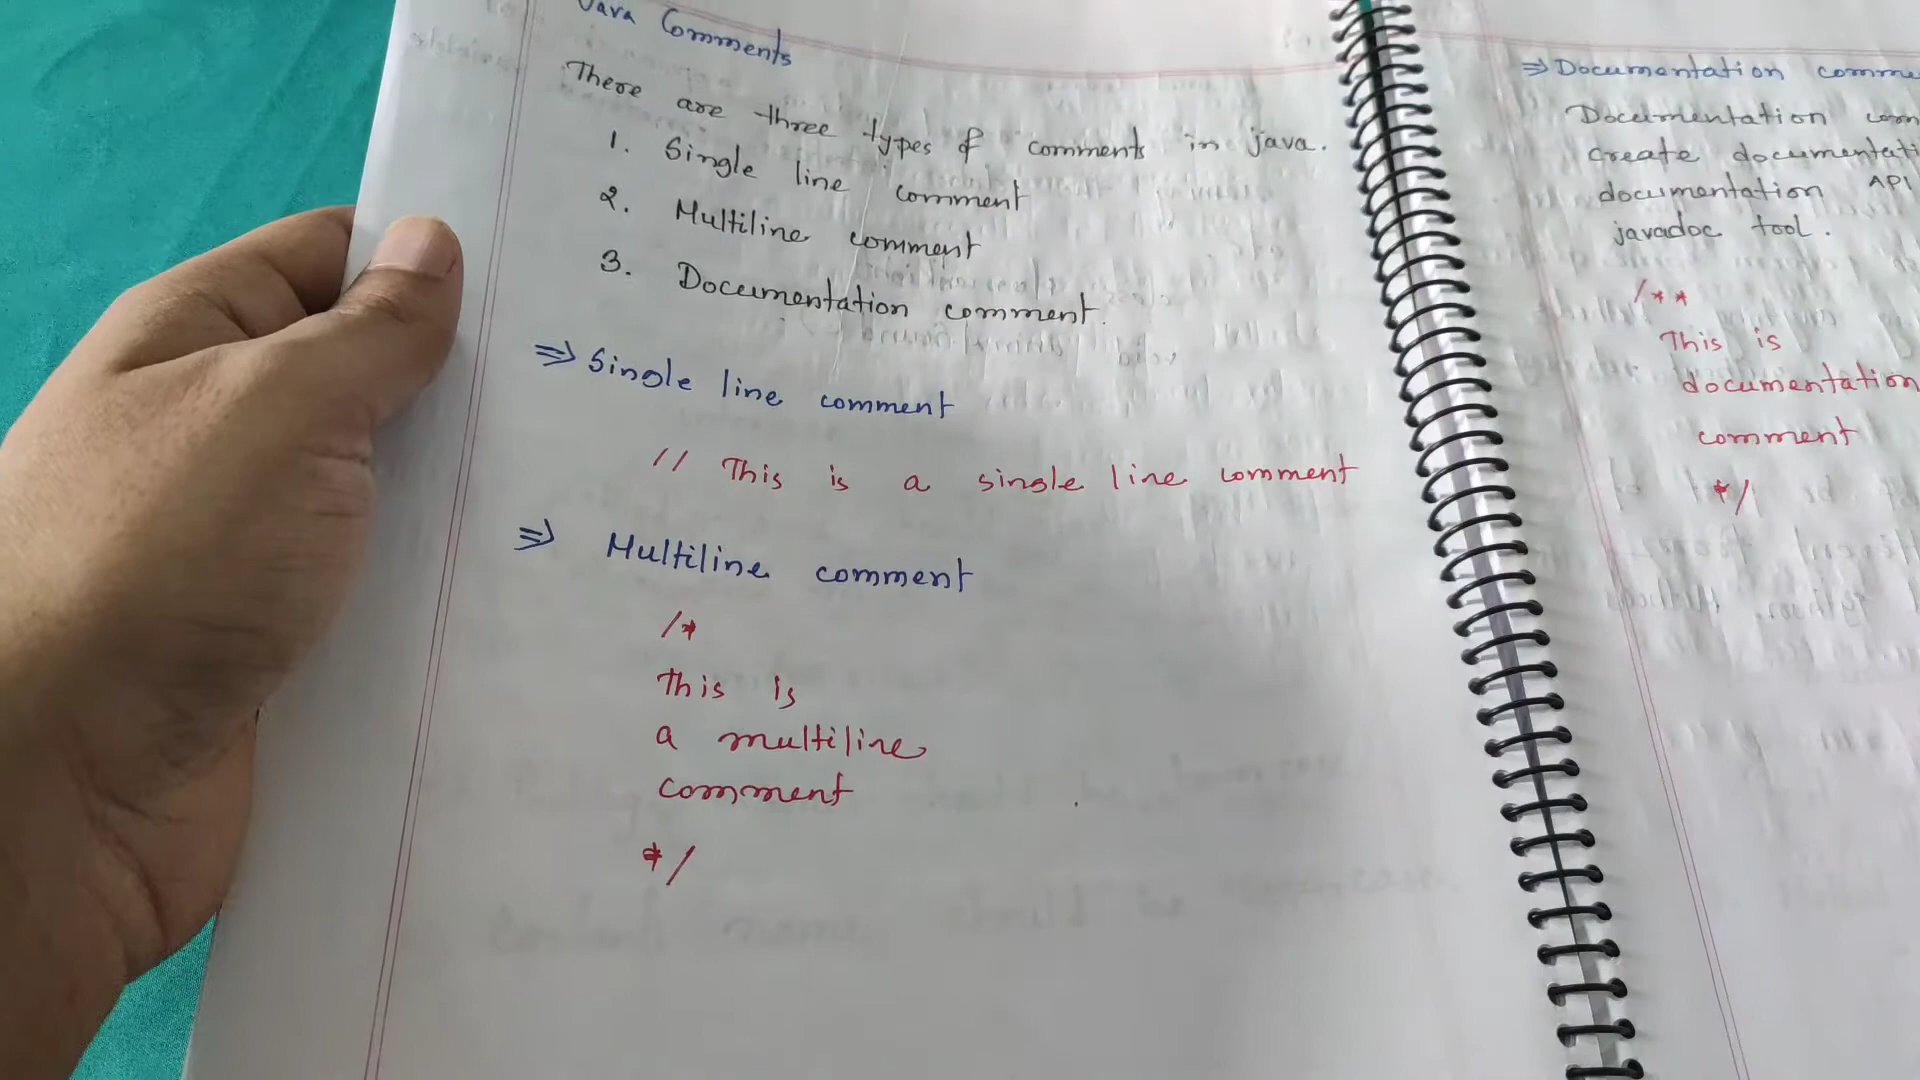 Java Comments
There are three types of comments in java.
1. Single line comment
2. Multiline comment
3. Documentation comment.
⇒ Single line comment
// This is a single line comment
⇒ Multiline comment
/*
This is
a multiline
comment
*/
⇒ Documentation
Documentation
create
documentation API
javadoc tool.
/**
This is
documentation
comment
*/